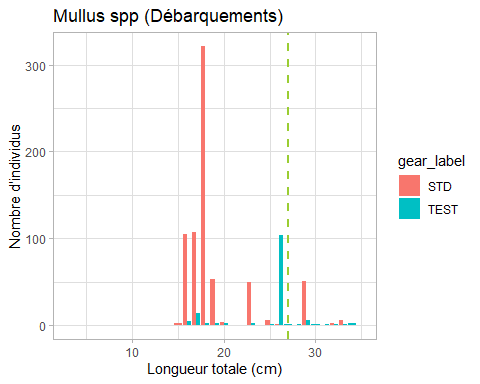 Mullus spp (Débarquements)
300
200
100
0
Nombre d'individus
10 20 30
Longueur totale (cm)
gear_label
STD
TEST